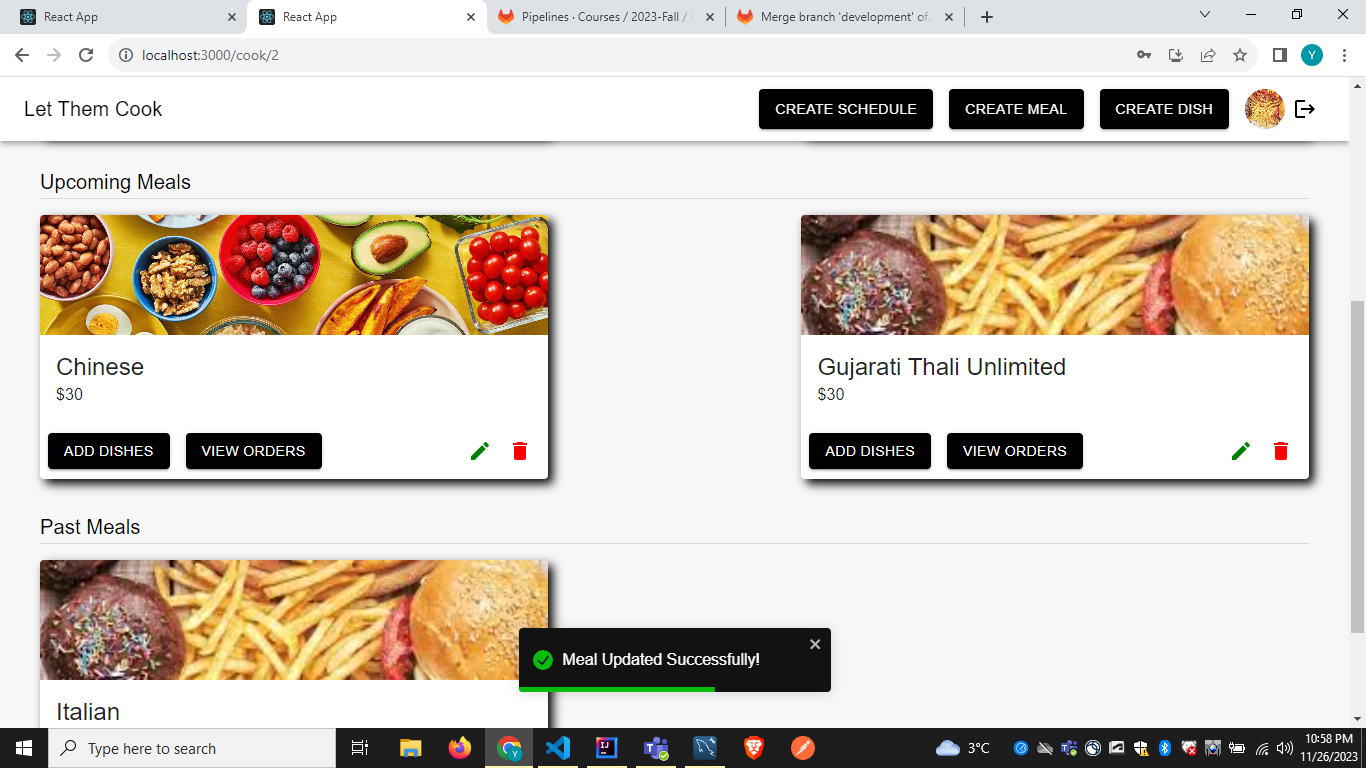 React App
React App
Pipelines · Courses / 2023-Fall /
Merge branch 'development' of
localhost:3000/cook/2
Y
Let Them Cook
CREATE SCHEDULE
CREATE MEAL
CREATE DISH
Upcoming Meals
Chinese
$30
ADD DISHES
VIEW ORDERS
Gujarati Thali Unlimited
$30
ADD DISHES
VIEW ORDERS
Past Meals
Italian
Meal Updated Successfully!
Type here to search
3°C
10:58 PM
11/26/2023